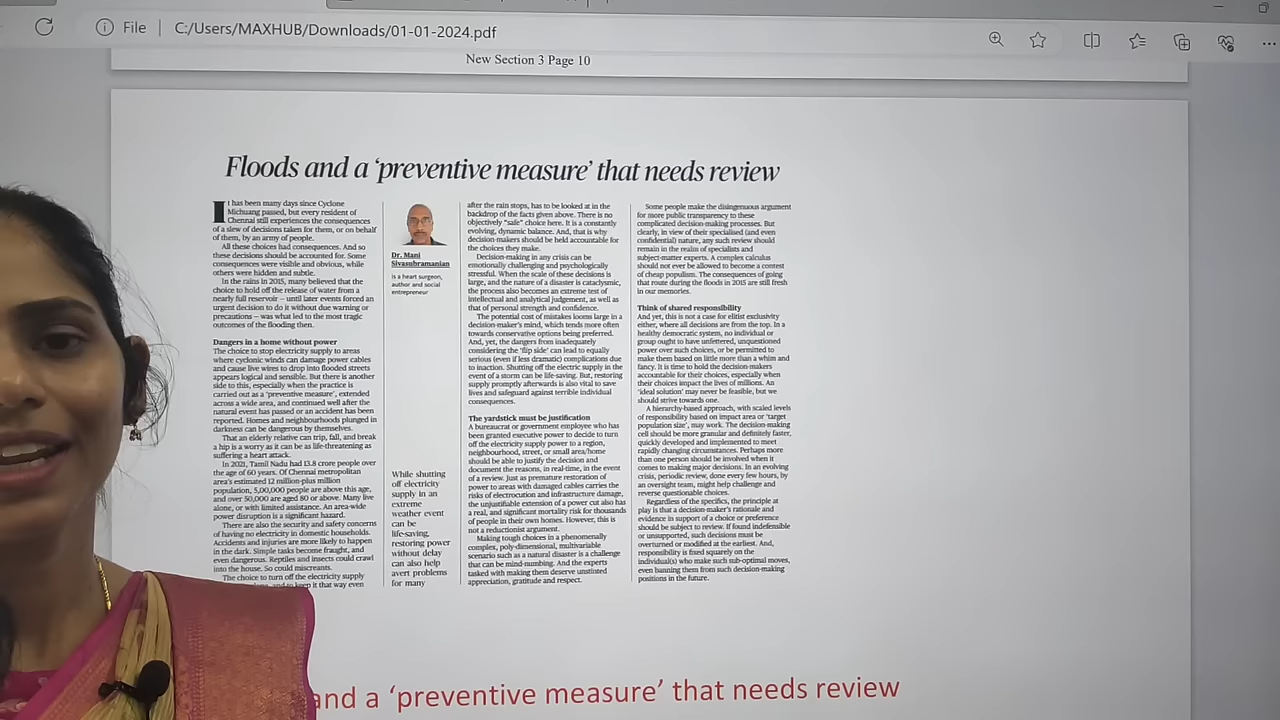 File
C:/Users/MAXHUB/Downloads/01-01-2024.pdf
New Section 3 Page 10
Floods and a ‘preventive measure’ that needs review
It has been many days since Cyclone
Michuang passed, but every resident of
Chennai still experiences the consequences
of a slew of decisions taken for them, or on behalf
of them, by an army of people.
All these choices had consequences. And so
these decisions should be accounted for. Some
consequences were visible and obvious, while
others were hidden and subtle.
In the rains in 2015, many believed that the
choice to hold off the release of water from a
nearly full reservoir – until later events forced an
urgent decision to do it without due warning or
precautions – was what led to the most tragic
outcomes of the flooding then.
Dangers in a home without power
The choice to stop electricity supply to areas
where cyclonic winds can damage power cables
and cause live wires to drop into flooded streets
appears logical and sensible. But there is another
side to this, especially when the practice is
carried out as a ‘preventive measure’, extended
across a wide area, and continued well after the
natural event has passed or an accident has been
reported. Homes and neighbourhoods plunged in
darkness can be dangerous by themselves.
That an elderly relative can trip, fall, and break
a hip is a worry as it can be as life-threatening as
suffering a heart attack.
In 2021, Tamil Nadu had 13.8 crore people over
the age of 60 years. Of Chennai metropolitan
area's estimated 12 million-plus million
population, 5,00,000 people are above this age,
and over 50,000 are aged 80 or above. Many live
alone, or with limited assistance. An area-wide
power disruption is a significant hazard.
There are also the security and safety concerns
of having no electricity in domestic households.
Accidents and injuries are more likely to happen
in the dark. Simple tasks become fraught, and
even dangerous. Reptiles and insects could crawl
into the house. So could miscreants.
The choice to turn off the electricity supply
and to keep it that way even
Dr. Mani
Sivasubramanian
is a heart surgeon,
author and social
entrepreneur
While shutting
off electricity
supply in an
extreme
weather event
can be
life-saving,
restoring power
without delay
can also help
avert problems
for many
after the rain stops, has to be looked at in the
backdrop of the facts given above. There is no
objectively “safe” choice here. It is a constantly
evolving, dynamic balance. And, that is why
decision-makers should be held accountable for
the choices they make.
Decision-making in any crisis can be
emotionally challenging and psychologically
stressful. When the scale of these decisions is
large, and the nature of a disaster is cataclysmic,
the process also becomes an extreme test of
intellectual and analytical judgement, as well as
that of personal strength and confidence.
The potential cost of mistakes looms large in a
decision-maker's mind, which tends more often
towards conservative options being preferred.
And, yet, the dangers from inadequately
considering the ‘flip side’ can lead to equally
serious (even if less dramatic) complications due
to inaction. Shutting off the electric supply in the
event of a storm can be life-saving. But, restoring
supply promptly afterwards is also vital to save
lives and safeguard against terrible individual
consequences.
The yardstick must be justification
A bureaucrat or government employee who has
been granted executive power to decide to turn
off the electricity supply power to a region,
neighbourhood, street, or small area/home
should be able to justify the decision and
document the reasons, in real-time, in the event
of a review. Just as premature restoration of
power to areas with damaged cables carries the
risks of electrocution and infrastructure damage,
the unjustifiable extension of a power cut also has
a real, and significant mortality risk for thousands
of people in their own homes. However, this is
not a reductionist argument.
Making tough choices in a phenomenally
complex, poly-dimensional, multivariable
scenario such as a natural disaster is a challenge
that can be mind-numbing. And the experts
tasked with making them deserve unstinted
appreciation, gratitude and respect.
Some people make the disingenuous argument
for more public transparency to these
complicated decision-making processes. But
clearly, in view of their specialised (and even
confidential) nature, any such review should
remain in the realm of specialists and
subject-matter experts. A complex calculus
should not ever be allowed to become a contest
of cheap populism. The consequences of going
that route during the floods in 2015 are still fresh
in our memories.
Think of shared responsibility
And yet, this is not a case for elitist exclusivity
either, where all decisions are from the top. In a
healthy democratic system, no individual or
group ought to have unfettered, unquestioned
power over such choices, or be permitted to
make them based on little more than a whim and
fancy. It is time to hold the decision-makers
accountable for their choices, especially when
their choices impact the lives of millions. An
‘ideal solution’ may never be feasible, but we
should strive towards one.
A hierarchy-based approach, with scaled levels
of responsibility based on impact area or ‘target
population size’, may work. The decision-making
cell should be more granular and definitely faster,
quickly developed and implemented to meet
rapidly changing circumstances. Perhaps more
than one person should be involved when it
comes to making major decisions. In an evolving
crisis, periodic review, done every few hours, by
an oversight team, might help challenge and
reverse questionable choices.
Regardless of the specifics, the principle at
play is that a decision-maker's rationale and
evidence in support of a choice or preference
should be subject to review. If found indefensible
or unsupported, such decisions must be
overturned or modified at the earliest. And,
responsibility is fixed squarely on the
individual(s) who make such sub-optimal moves,
even banning them from such decision-making
positions in the future.
and a ‘preventive measure’ that needs review